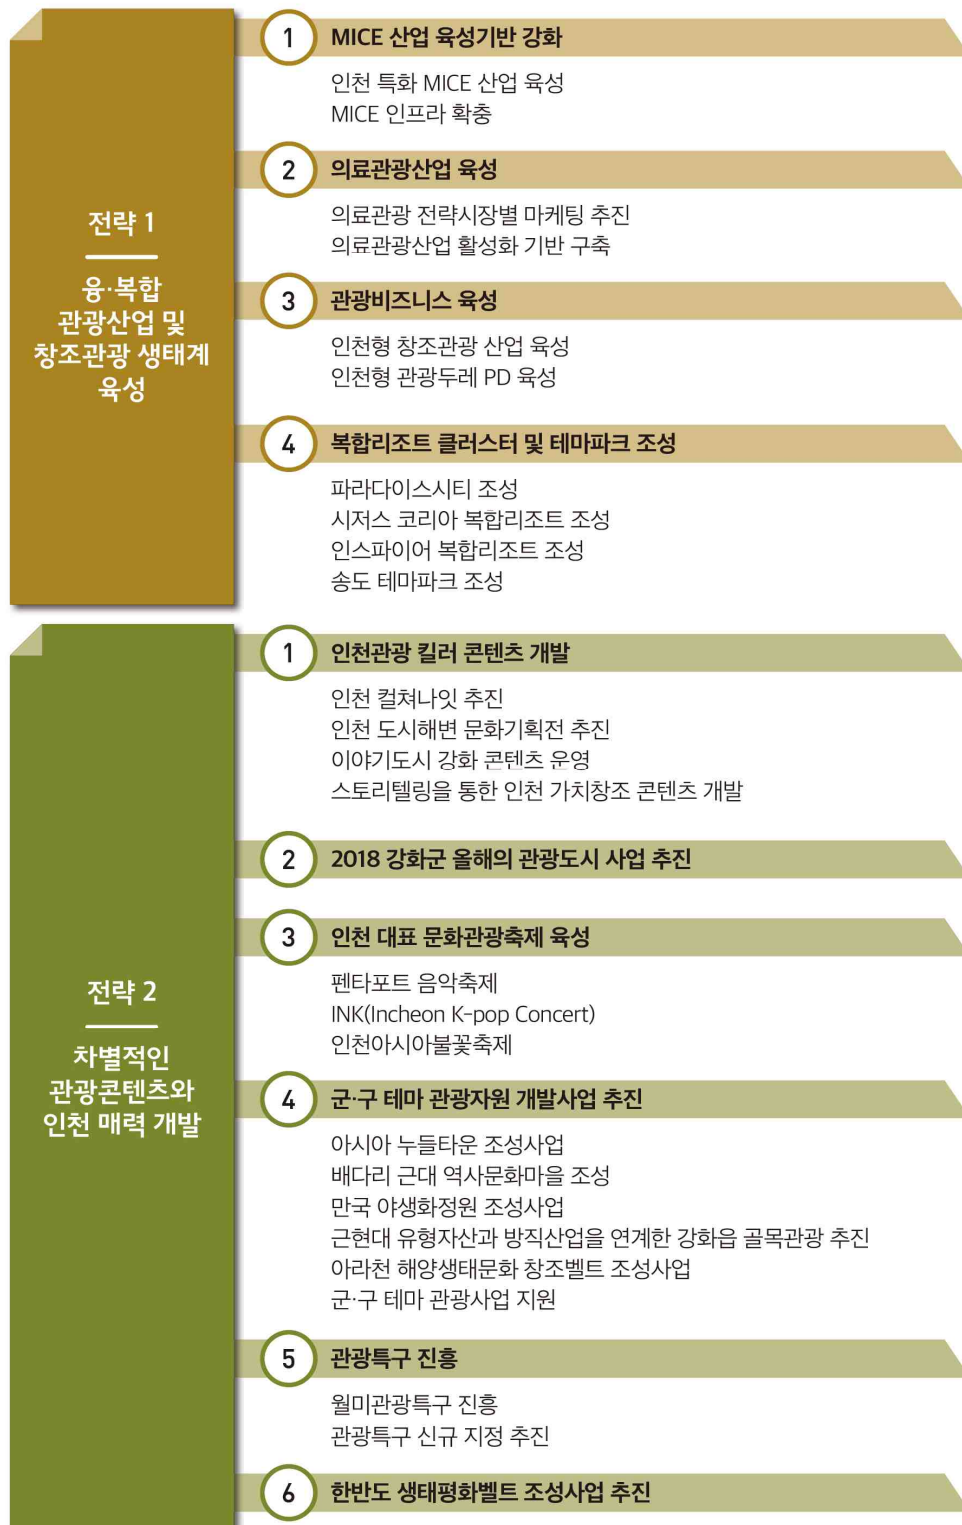 전략 1
융·복합
관광산업 및
창조관광 생태계
육성
1 MICE 산업 육성기반 강화
인천 특화 MICE 산업 육성
MICE 인프라 확충
2 의료관광산업 육성
의료관광 전략시장별 마케팅 추진
의료관광산업 활성화 기반 구축
3 관광비즈니스 육성
인천형 창조관광 산업 육성
인천형 관광두레 PD 육성
4 복합리조트 클러스터 및 테마파크 조성
파라다이스시티 조성
시저스 코리아 복합리조트 조성
인스파이어 복합리조트 조성
송도 테마파크 조성
전략 2
차별적인
관광콘텐츠와
인천 매력 개발
1 인천관광 킬러 콘텐츠 개발
인천 컬쳐나잇 추진
인천 도시해변 문화기획전 추진
이야기도시 강화 콘텐츠 운영
스토리텔링을 통한 인천 가치창조 콘텐츠 개발
2 2018 강화군 올해의 관광도시 사업 추진
3 인천 대표 문화관광축제 육성
펜타포트 음악축제
INK(Incheon K-pop Concert)
인천아시아불꽃축제
4 군·구 테마 관광자원 개발사업 추진
아시아 누들타운 조성사업
배다리 근대 역사문화마을 조성
만국 야생화정원 조성사업
근현대 유형자산과 방직산업을 연계한 강화읍 골목관광 추진
아라천 해양생태문화 창조벨트 조성사업
군·구 테마 관광사업 지원
5 관광특구 진흥
월미관광특구 진흥
관광특구 신규 지정 추진
6 한반도 생태평화벨트 조성사업 추진